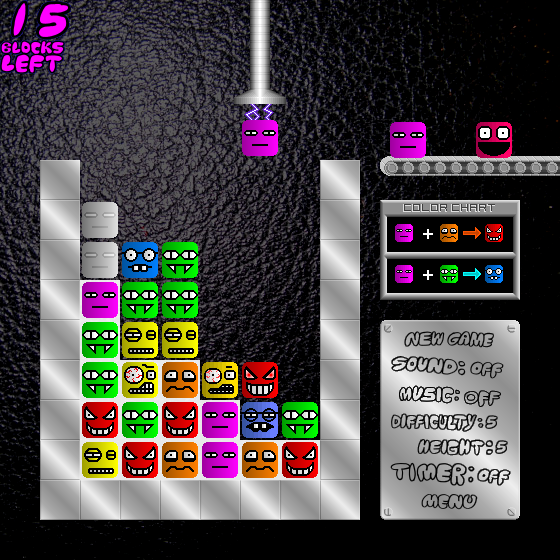 15
BLOCKS
LEFT
COLOR CHART
+
+
NEW GAME
SOUND: OFF
MUSIC: OFF
DIFFICULTY: 5
HEIGHT: 5
TIMER: OFF
MENU